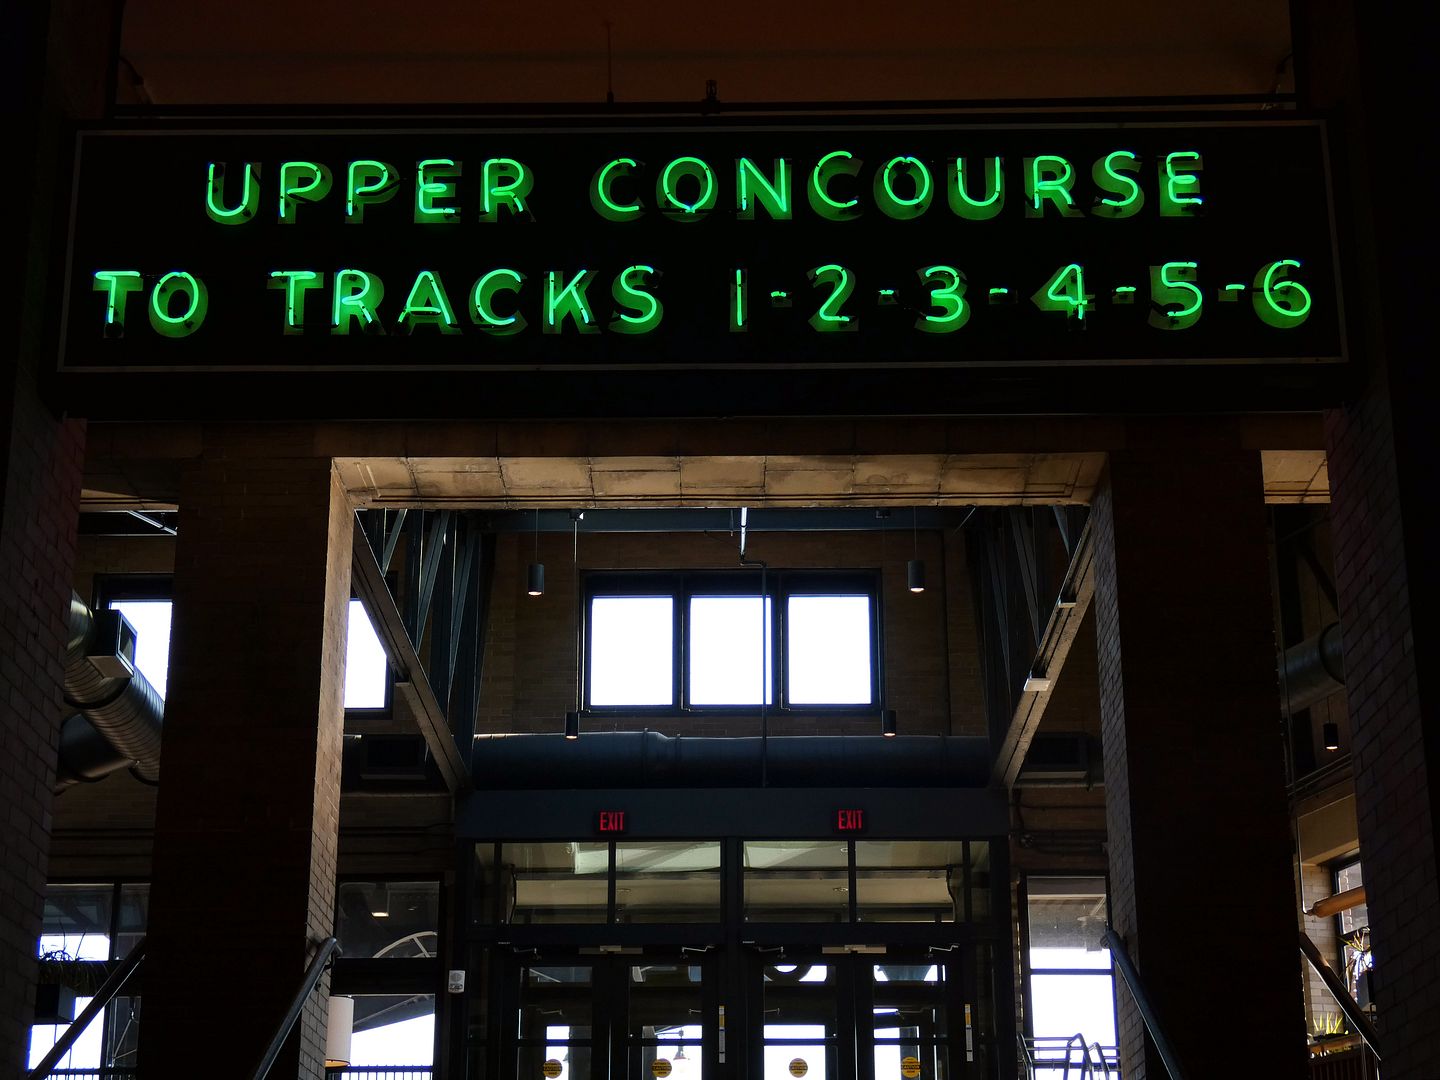 UPPER CONCOURSE
TO TRACKS 1-2-3-4-5-6
EXIT EXIT